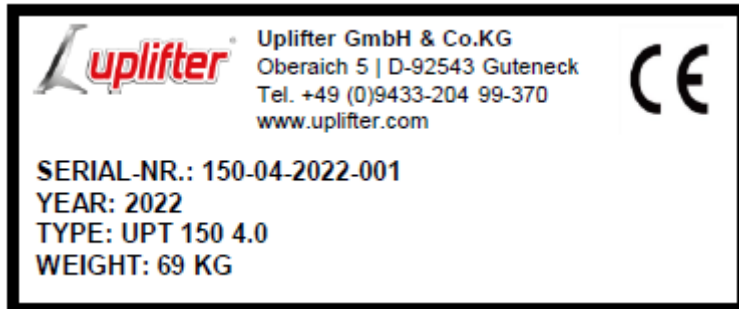 uplifter
Uplifter GmbH & Co.KG
Oberaich 5 | D-92543 Guteneck
Tel. +49 (0)9433-204 99-370
www.uplifter.com
CE
SERIAL-NR.: 150-04-2022-001
YEAR: 2022
TYPE: UPT 150 4.0
WEIGHT: 69 KG